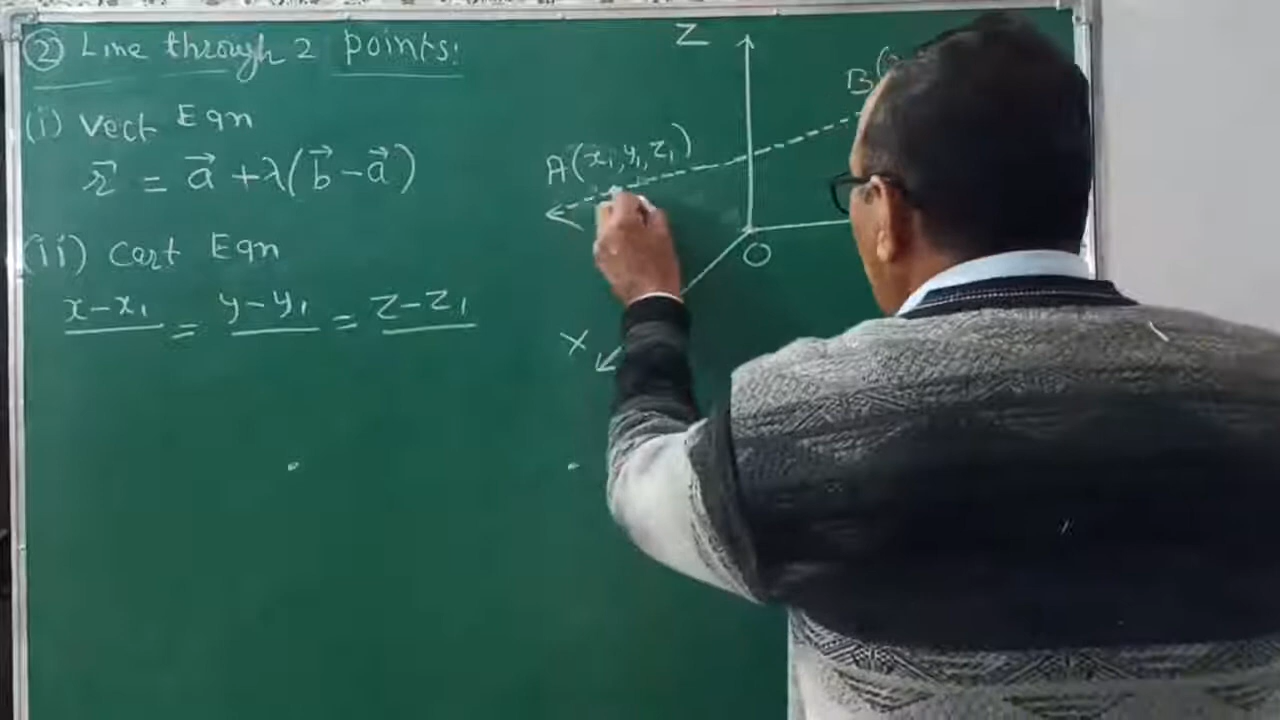 ② Line through 2 points:
(i) Vect Eqn
r⃗ = a⃗ + λ(b⃗ - a⃗)
(ii) Cart Eqn
x-x₁ = y-y₁ = z-z₁
Z
B(
A(x₁,y₁,z₁)
O
X